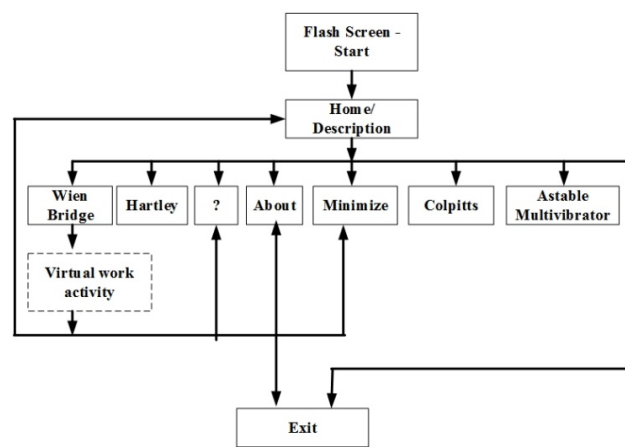 Flash Screen -
Start
Home/
Description
Wien
Bridge
Hartley
?
About
Minimize
Colpitts
Astable
Multivibrator
Virtual work
activity
Exit